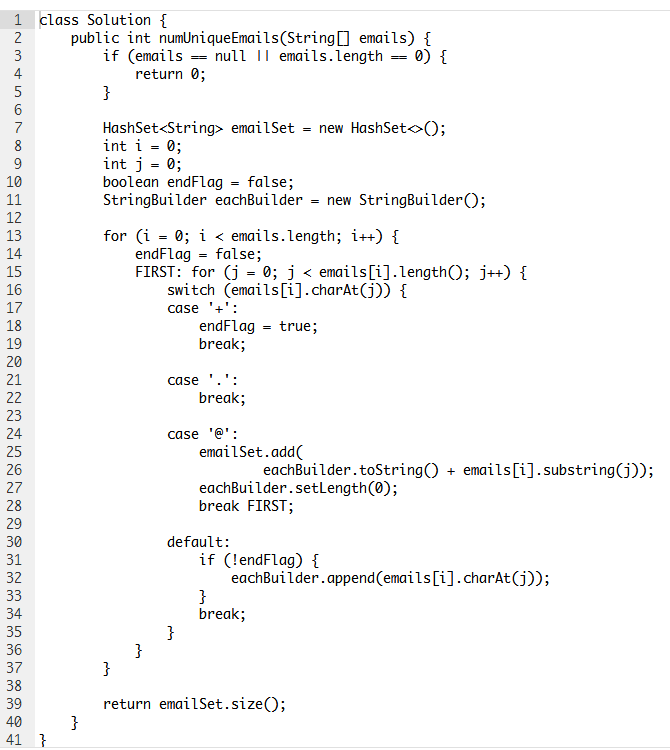 1 class Solution {
2     public int numUniqueEmails(String[] emails) {
3         if (emails == null || emails.length == 0) {
4             return 0;
5         }
6
7         HashSet<String> emailSet = new HashSet<>();
8         int i = 0;
9         int j = 0;
10         boolean endFlag = false;
11         StringBuilder eachBuilder = new StringBuilder();
12
13         for (i = 0; i < emails.length; i++) {
14             endFlag = false;
15             FIRST: for (j = 0; j < emails[i].length(); j++) {
16                 switch (emails[i].charAt(j)) {
17                 case '+':
18                     endFlag = true;
19                     break;
20
21                 case '.':
22                     break;
23
24                 case '@':
25                     emailSet.add(
26                             eachBuilder.toString() + emails[i].substring(j));
27                     eachBuilder.setLength(0);
28                     break FIRST;
29
30                 default:
31                     if (!endFlag) {
32                         eachBuilder.append(emails[i].charAt(j));
33                     }
34                     break;
35                 }
36             }
37         }
38
39         return emailSet.size();
40     }
41 }